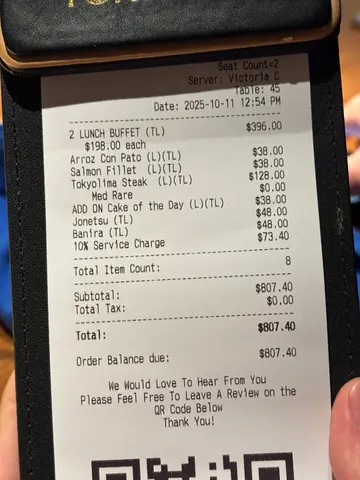 Seat Count=2
Server: Victoria C
Table: 45
Date: 2025-10-11 12:54 PM
2 LUNCH BUFFET (TL) $396.00
$198.00 each
Arroz Con Pato (L)(TL) $38.00
Salmon Fillet (L)(TL) $38.00
Tokyolima Steak (L)(TL) $128.00
Med Rare $0.00
ADD ON Cake of the Day (L)(TL) $38.00
Jonetsu (TL) $48.00
Banira (TL) $48.00
10% Service Charge $73.40
Total Item Count: 8
Subtotal: $807.40
Total Tax: $0.00
Total: $807.40
Order Balance due: $807.40
We Would Love To Hear From You
Please Feel Free To Leave A Review on the
QR Code Below
Thank You!